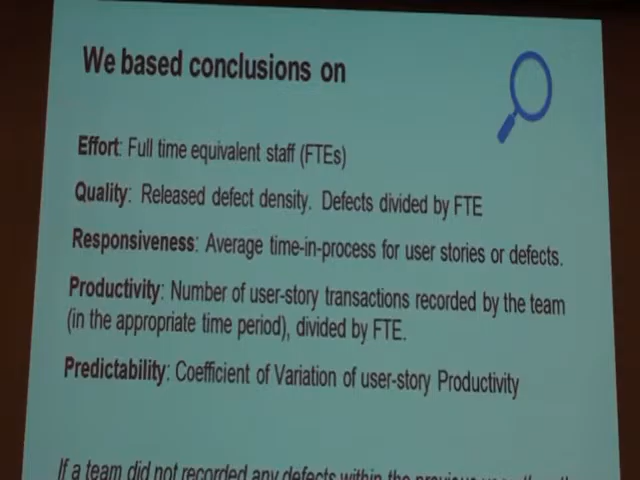 We based conclusions on
Effort: Full time equivalent staff (FTEs)
Quality: Released defect density. Defects divided by FTE
Responsiveness: Average time-in-process for user stories or defects.
Productivity: Number of user-story transactions recorded by the team
(in the appropriate time period), divided by FTE.
Predictability: Coefficient of Variation of user-story Productivity
If a team did not recorded any defects within the previous